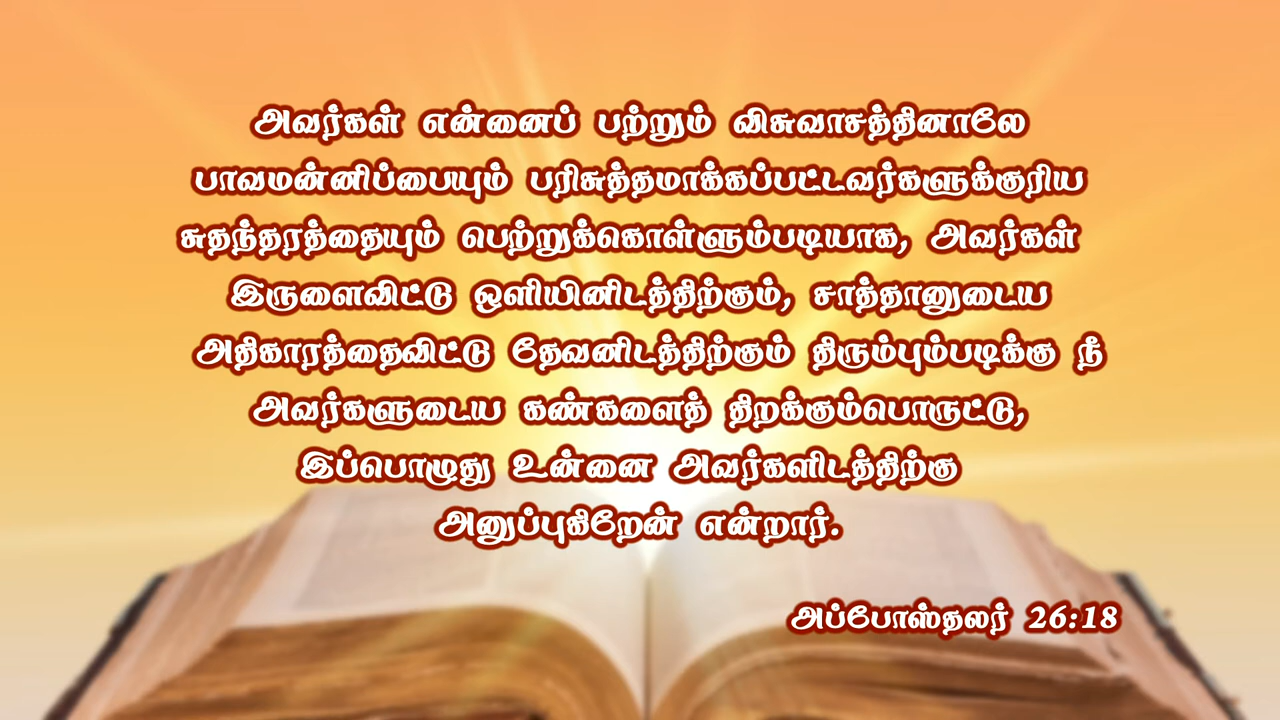 அவர்கள் என்னைப் பற்றும் விசுவாசத்தினாலே
பாவமன்னிப்பையும் பரிசுத்தமாக்கப்பட்டவர்களுக்குரிய
சுதந்தரத்தையும் பெற்றுக்கொள்ளும்படியாக, அவர்கள்
இருளைவிட்டு ஒளியினிடத்திற்கும், சாத்தானுடைய
அதிகாரத்தைவிட்டு தேவனிடத்திற்கும் திரும்பும்படிக்கு நீ
அவர்களுடைய கண்களைத் திறக்கும்பொருட்டு,
இப்பொழுது உன்னை அவர்களிடத்திற்கு
அனுப்புகிறேன் என்றார்.
அப்போஸ்தலர் 26:18